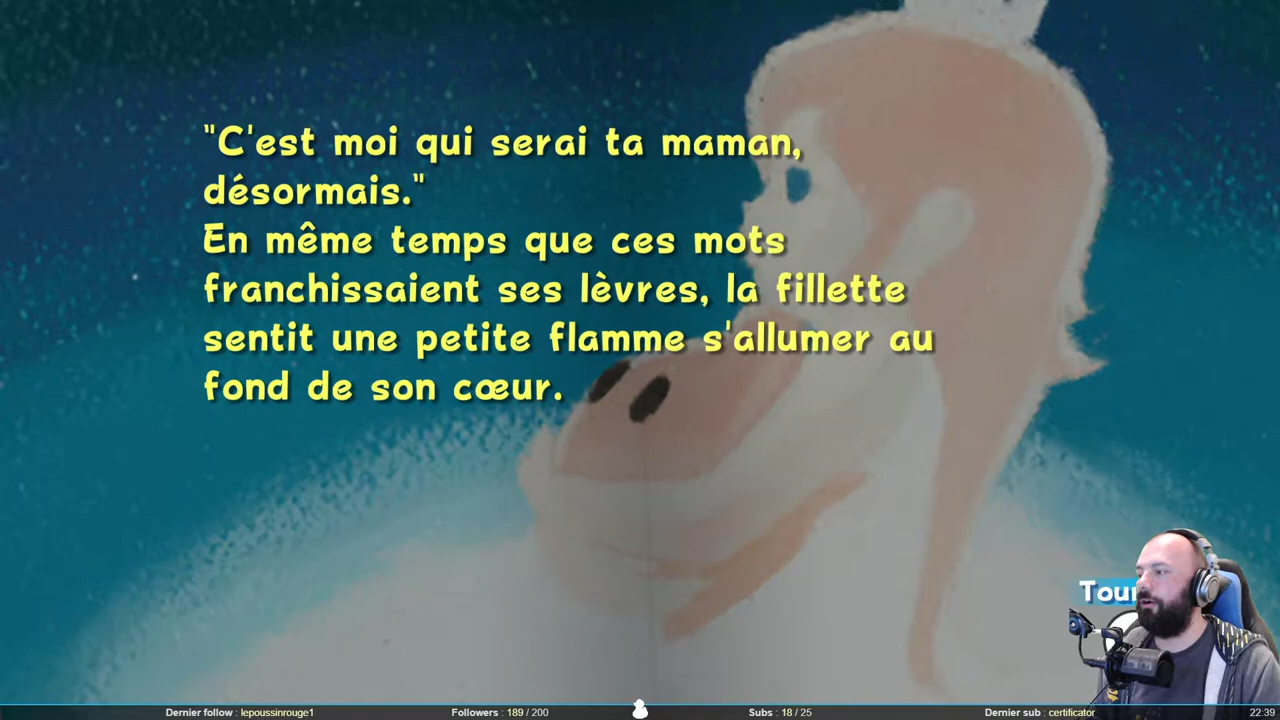 "C'est moi qui serai ta maman,
désormais."
En même temps que ces mots
franchissaient ses lèvres, la fillette
sentit une petite flamme s'allumer au
fond de son cœur.
Dernier follow : lepoussinrouge1
Followers : 189 / 200
Subs : 18 / 25
Dernier sub : certificator
22:39